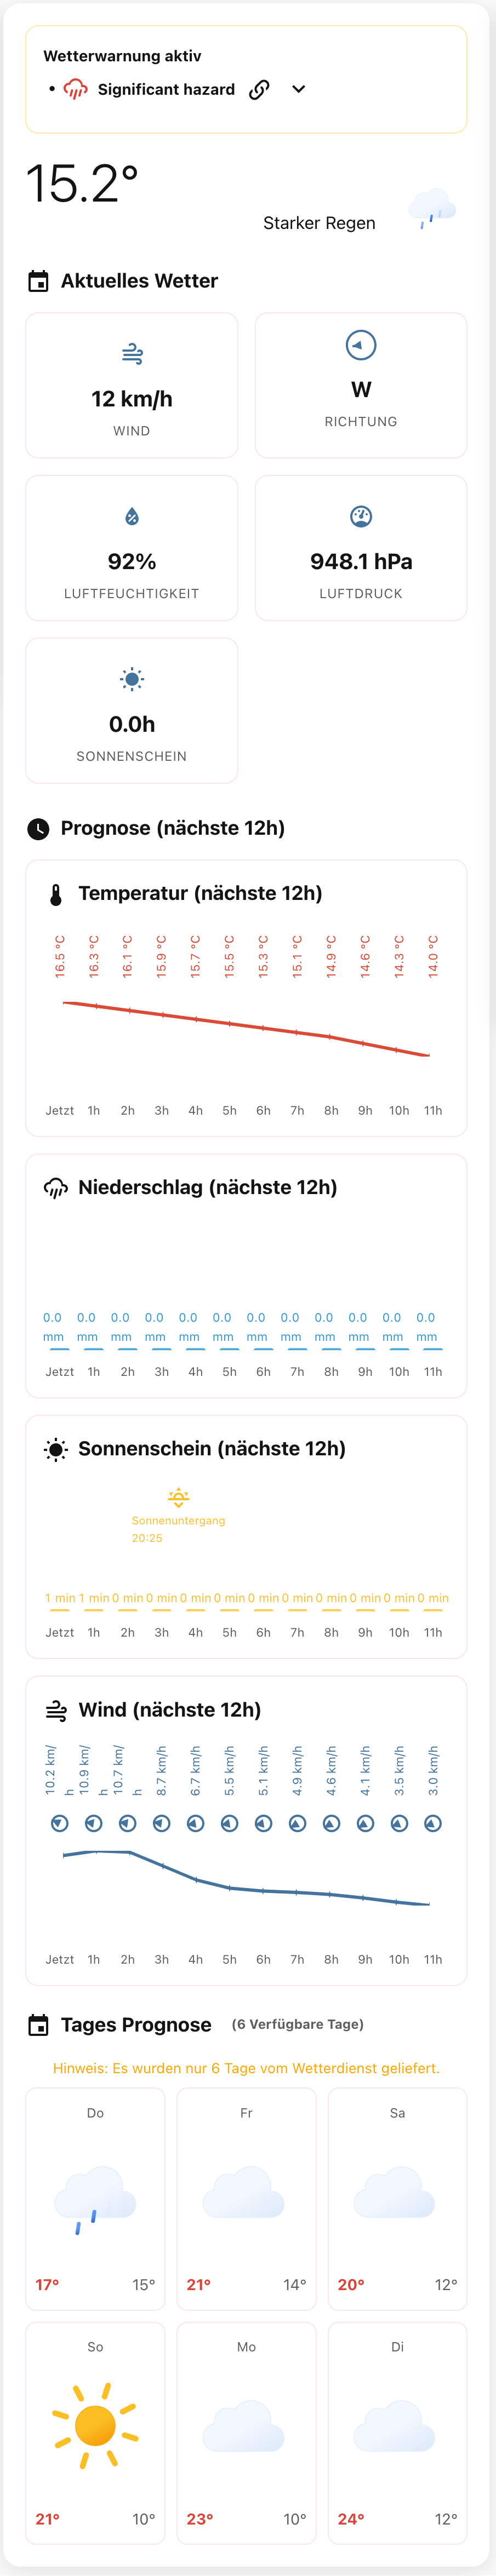 Wetterwarnung aktiv
• Significant hazard
15.2°
Starker Regen
Aktuelles Wetter
12 km/h
WIND
W
RICHTUNG
92%
LUFTFEUCHTIGKEIT
948.1 hPa
LUFTDRUCK
0.0h
SONNENSCHEIN
Prognose (nächste 12h)
Temperatur (nächste 12h)
16.5 °C 16.3 °C 16.1 °C 15.9 °C 15.7 °C 15.5 °C 15.3 °C 15.1 °C 14.9 °C 14.6 °C 14.3 °C 14.0 °C
Jetzt 1h 2h 3h 4h 5h 6h 7h 8h 9h 10h 11h
Niederschlag (nächste 12h)
0.0 0.0 0.0 0.0 0.0 0.0 0.0 0.0 0.0 0.0 0.0 0.0
mm mm mm mm mm mm mm mm mm mm mm mm
Jetzt 1h 2h 3h 4h 5h 6h 7h 8h 9h 10h 11h
Sonnenschein (nächste 12h)
Sonnenuntergang
20:25
1 min 1 min 0 min 0 min 0 min 0 min 0 min 0 min 0 min 0 min 0 min 0 min
Jetzt 1h 2h 3h 4h 5h 6h 7h 8h 9h 10h 11h
Wind (nächste 12h)
10.2 km/h 10.9 km/h 10.7 km/h 8.7 km/h 6.7 km/h 5.5 km/h 5.1 km/h 4.9 km/h 4.6 km/h 4.1 km/h 3.5 km/h 3.0 km/h
Jetzt 1h 2h 3h 4h 5h 6h 7h 8h 9h 10h 11h
Tages Prognose (6 Verfügbare Tage)
Hinweis: Es wurden nur 6 Tage vom Wetterdienst geliefert.
Do
17° 15°
Fr
21° 14°
Sa
20° 12°
So
21° 10°
Mo
23° 10°
Di
24° 12°